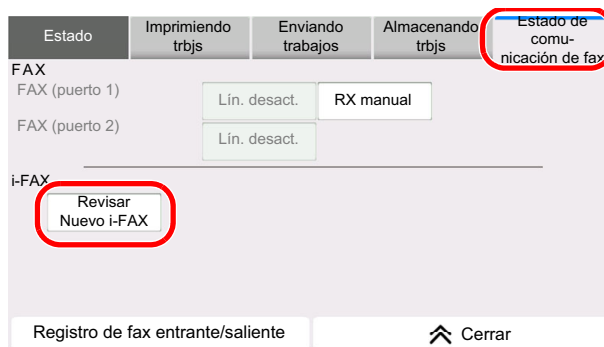 Estado
Imprimiendo
trbjs
Enviando
trabajos
Almacenando
trbjs
Estado de
comu-
nicación de fax
FAX
FAX (puerto 1)
Lín. desact.
RX manual
FAX (puerto 2)
Lín. desact.
i-FAX
Revisar
Nuevo i-FAX
Registro de fax entrante/saliente
Cerrar